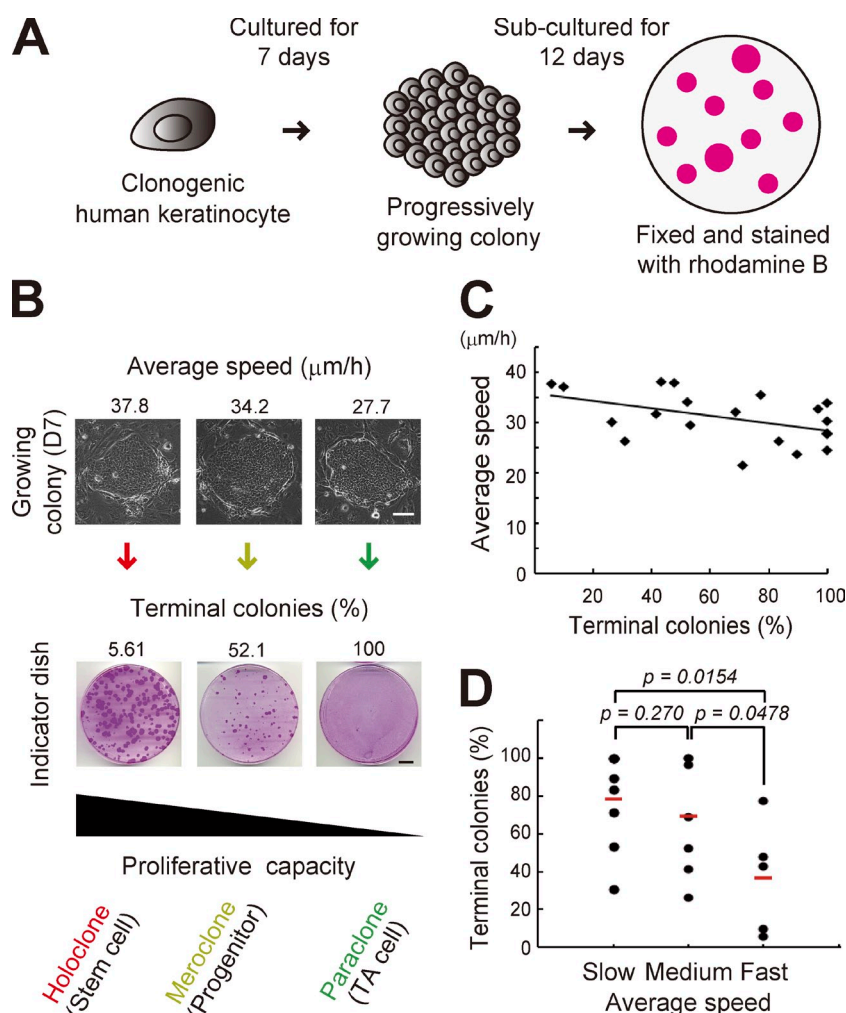 A
Cultured for
7 days
Sub-cultured for
12 days
Clonogenic
human keratinocyte
Progressively
growing colony
Fixed and stained
with rhodamine B
B
Average speed (μm/h)
37.8 34.2 27.7
Growing
colony (D7)
Terminal colonies (%)
5.61 52.1 100
Indicator dish
Proliferative capacity
Holoclone
(Stem cell)
Meroclone
(Progenitor)
Paraclone
(TA cell)
C
(μm/h)
40
30
20
10
0
Average speed
20 40 60 80 100
Terminal colonies (%)
D
p = 0.0154
p = 0.270 p = 0.0478
100
80
60
40
20
0
Terminal colonies (%)
Slow Medium Fast
Average speed